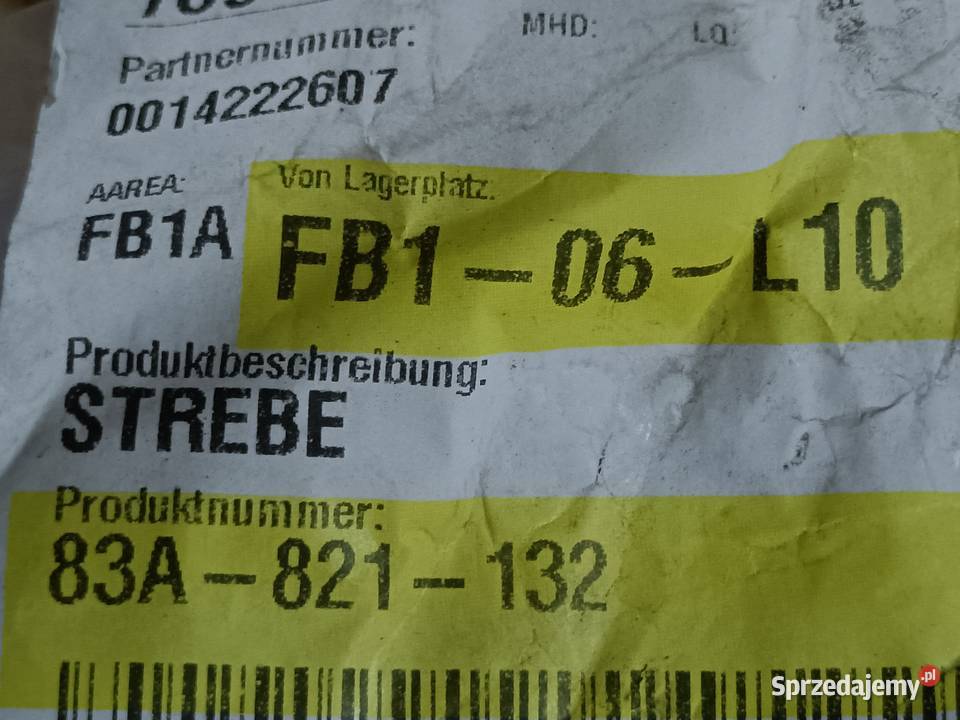 MHD:
Partnernummer:
0014222607
AAREA:
FB1A
Von Lagerplatz:
FB1-06-L10
Produktbeschreibung:
STREBE
Produktnummer:
83A-821-132
Sprzedajemy.pl